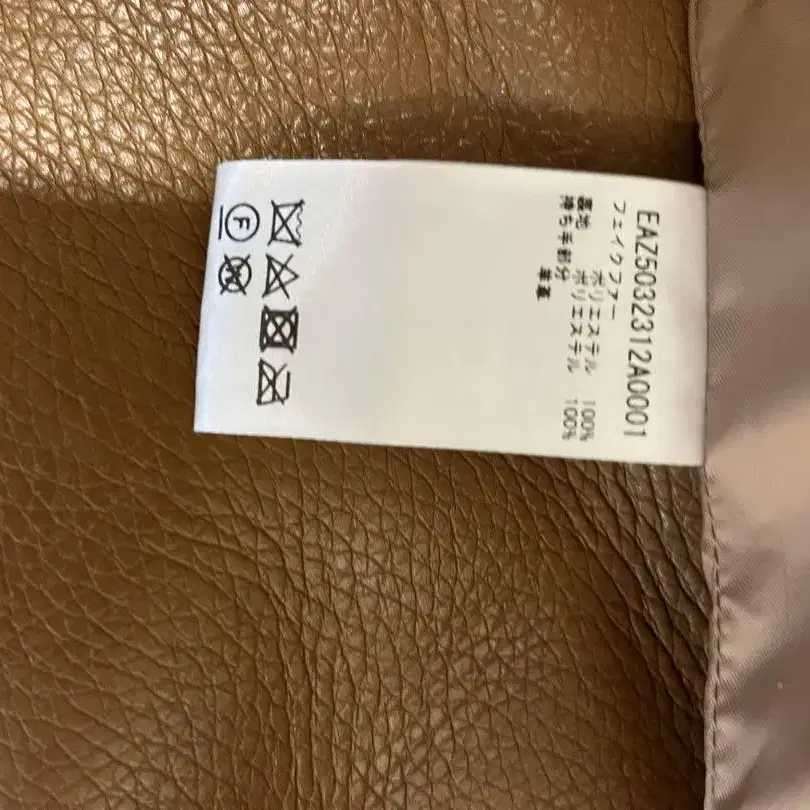 EAZ5032312A0001
フェイクファー
ポリエステル 100%
裏地 ポリエステル 100%
持ち手部分
羊革
F
W